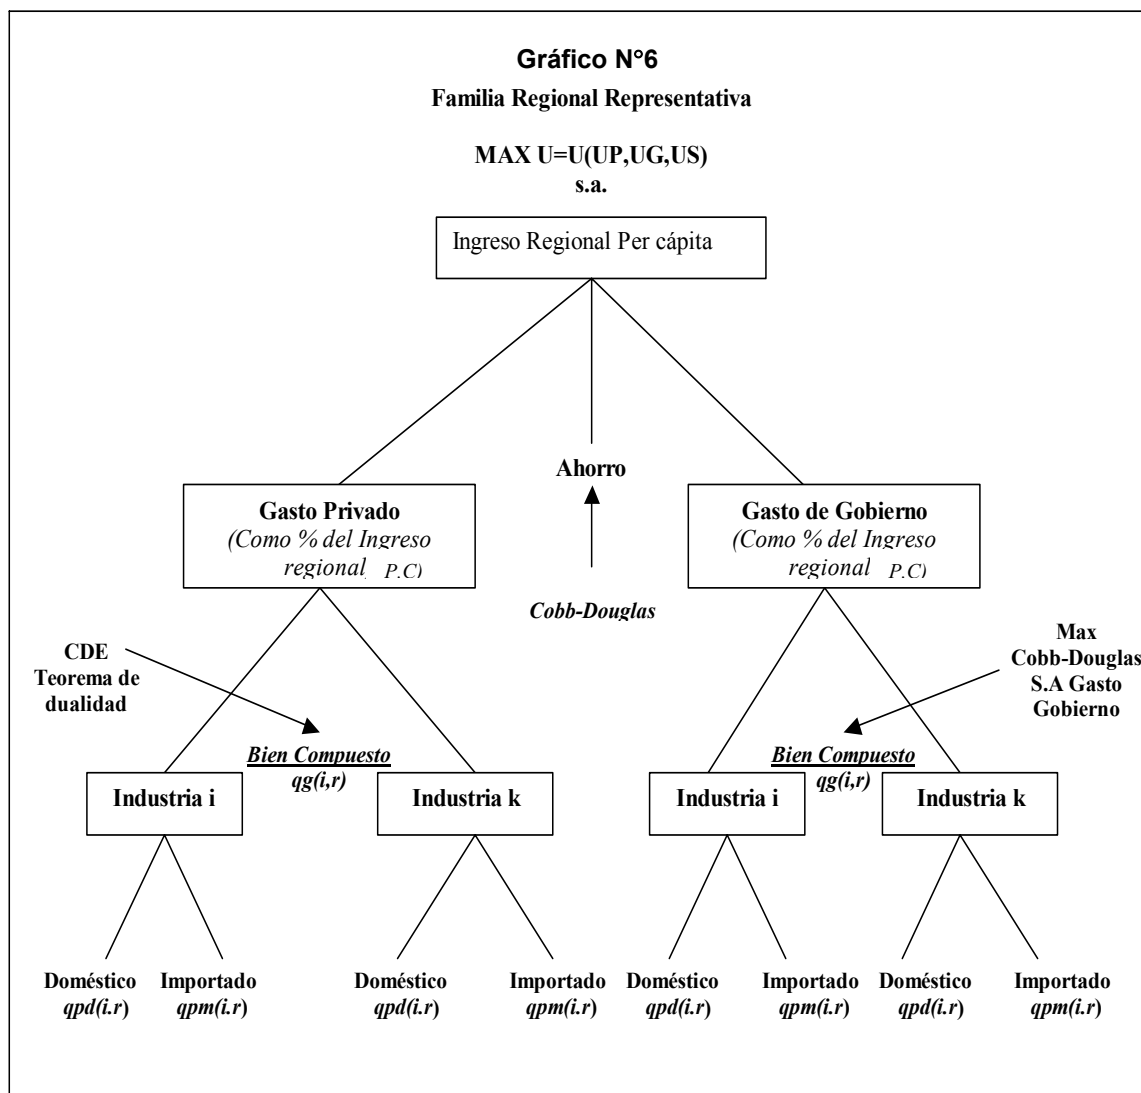 Gráfico N°6
Familia Regional Representativa
MAX U=U(UP,UG,US)
s.a.
Ingreso Regional Per cápita
Ahorro
Gasto Privado
(Como % del Ingreso
regional, P.C)
Gasto de Gobierno
(Como % del Ingreso
regional P.C)
Cobb-Douglas
CDE
Teorema de
dualidad
Max
Cobb-Douglas
S.A Gasto
Gobierno
Bien Compuesto
qg(i,r)
Bien Compuesto
qg(i,r)
Industria i
Industria k
Industria i
Industria k
Doméstico
qpd(i.r)
Importado
qpm(i.r)
Doméstico
qpd(i.r)
Importado
qpm(i.r)
Doméstico
qpd(i.r)
Importado
qpm(i.r)
Doméstico
qpd(i.r)
Importado
qpm(i.r)